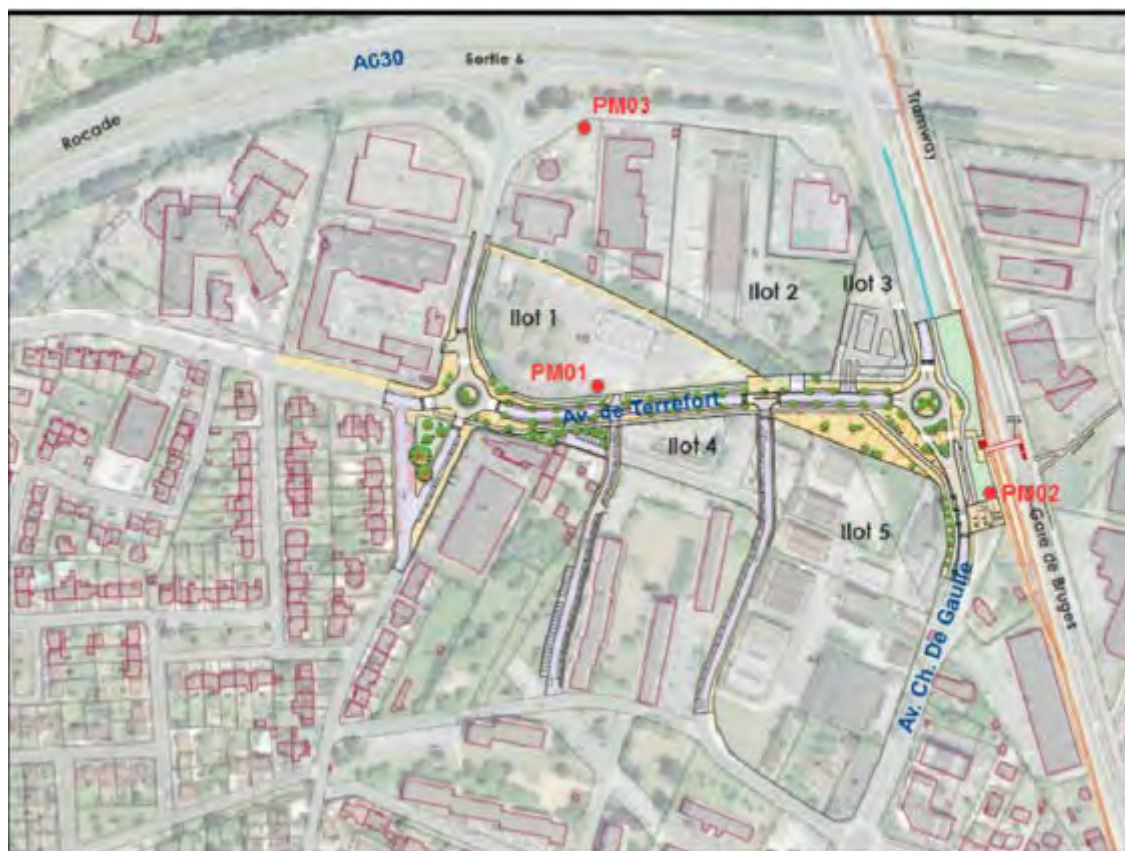 A630
Sortie 6
Rocade
PM03
Tramway
Ilot 1
Ilot 2
Ilot 3
PM01
Av. de Terrefort
Ilot 4
PM02
Ilot 5
Gare de Bruges
Av. Ch. De Gaulle